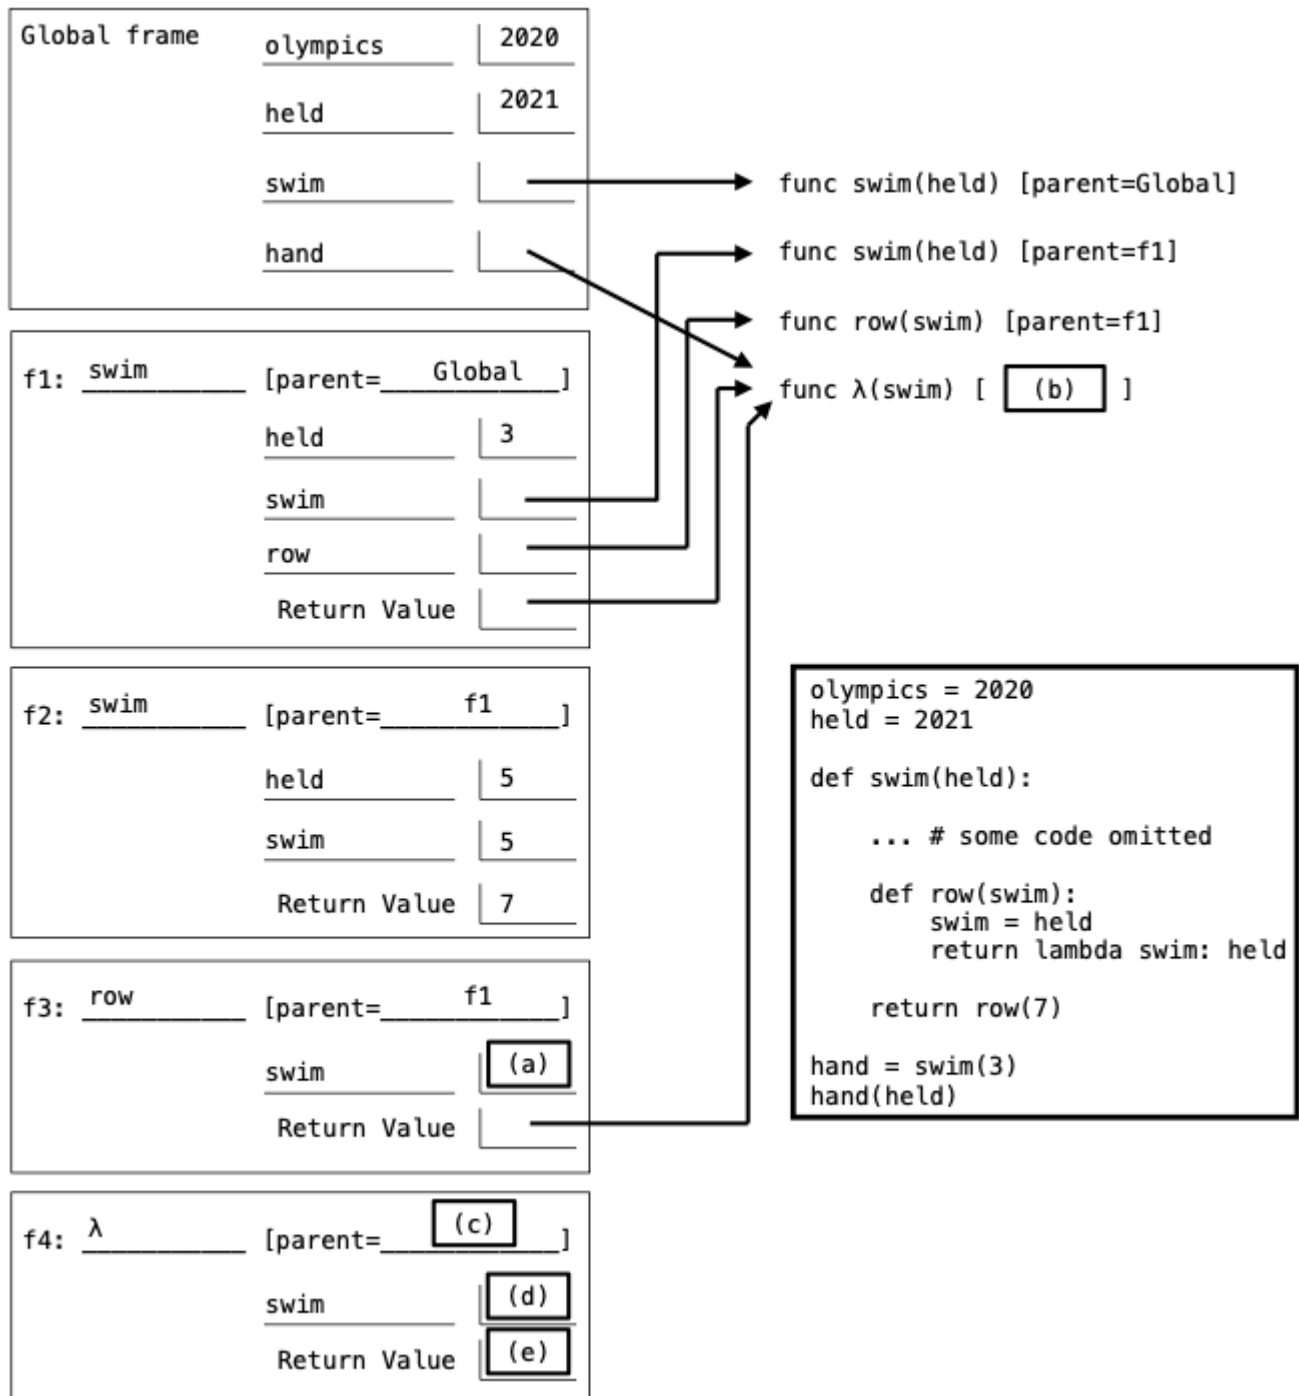 Global frame
olympics 2020
held 2021
swim
hand
func swim(held) [parent=Global]
func swim(held) [parent=f1]
func row(swim) [parent=f1]
func λ(swim) [ (b) ]
f1: swim [parent=Global]
held 3
swim
row
Return Value
f2: swim [parent=f1]
held 5
swim 5
Return Value 7
f3: row [parent=f1]
swim (a)
Return Value
f4: λ [parent=(c)]
swim (d)
Return Value (e)
olympics = 2020
held = 2021
def swim(held):
... # some code omitted
def row(swim):
swim = held
return lambda swim: held
return row(7)
hand = swim(3)
hand(held)